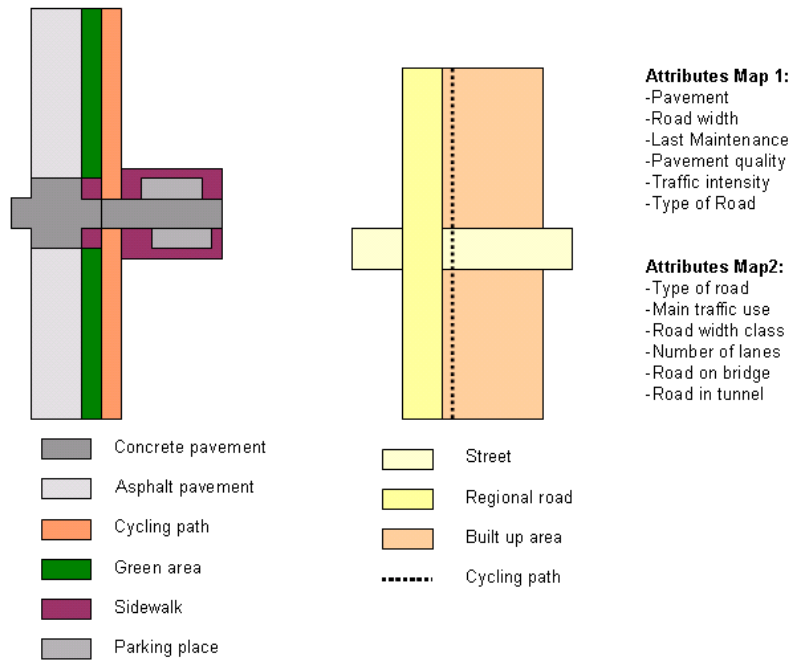 Attributes Map 1:
-Pavement
-Road width
-Last Maintenance
-Pavement quality
-Traffic intensity
-Type of Road
Attributes Map2:
-Type of road
-Main traffic use
-Road width class
-Number of lanes
-Road on bridge
-Road in tunnel
Concrete pavement
Asphalt pavement
Cycling path
Green area
Sidewalk
Parking place
Street
Regional road
Built up area
Cycling path